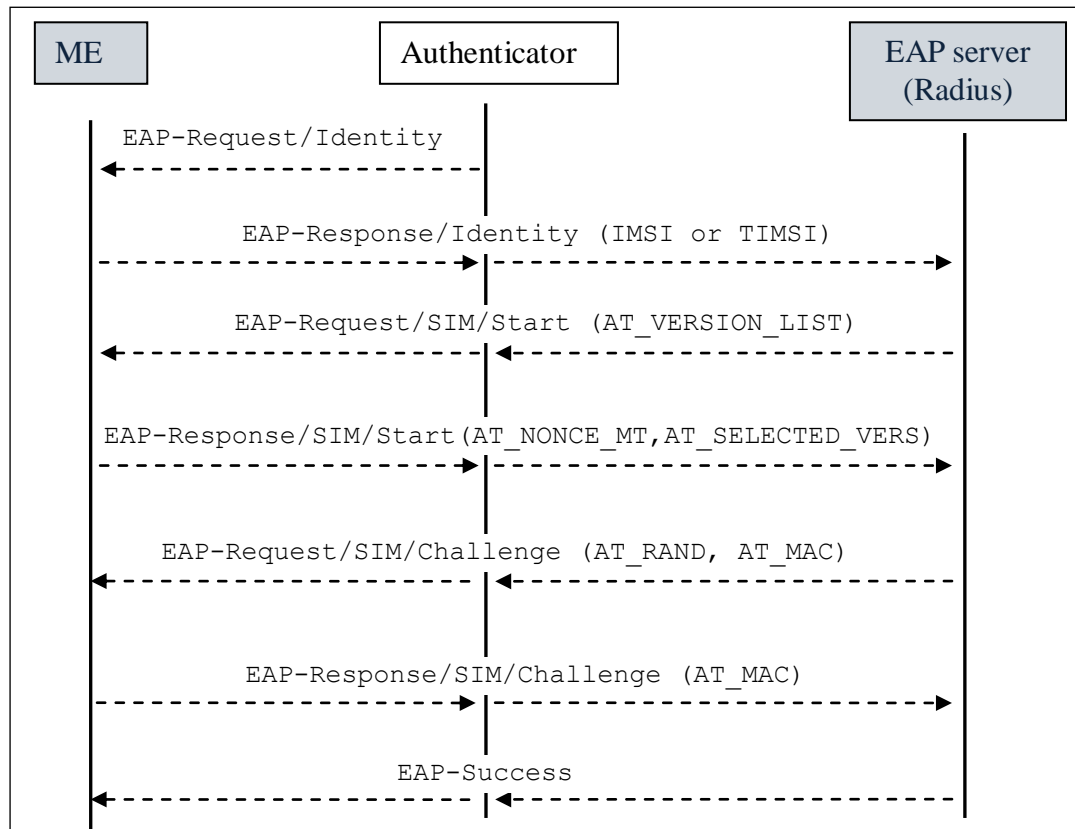 ME
Authenticator
EAP server
(Radius)
EAP-Request/Identity
EAP-Response/Identity (IMSI or TIMSI)
EAP-Request/SIM/Start (AT_VERSION_LIST)
EAP-Response/SIM/Start(AT_NONCE_MT,AT_SELECTED_VERS)
EAP-Request/SIM/Challenge (AT_RAND, AT_MAC)
EAP-Response/SIM/Challenge (AT_MAC)
EAP-Success